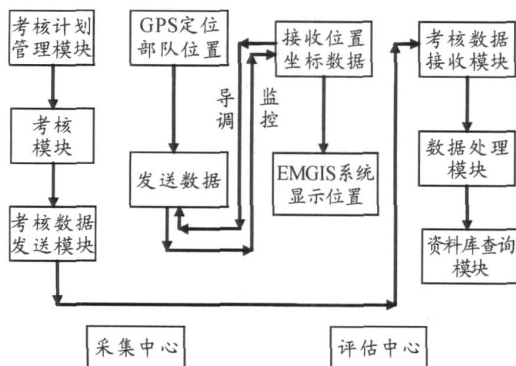 考核计划
管理模块
GPS定位
部队位置
接收位置
坐标数据
考核数据
接收模块
导调
监控
考核
模块
发送数据
EMGIS系统
显示位置
数据处理
模块
考核数据
发送模块
资料库查询
模块
采集中心
评估中心